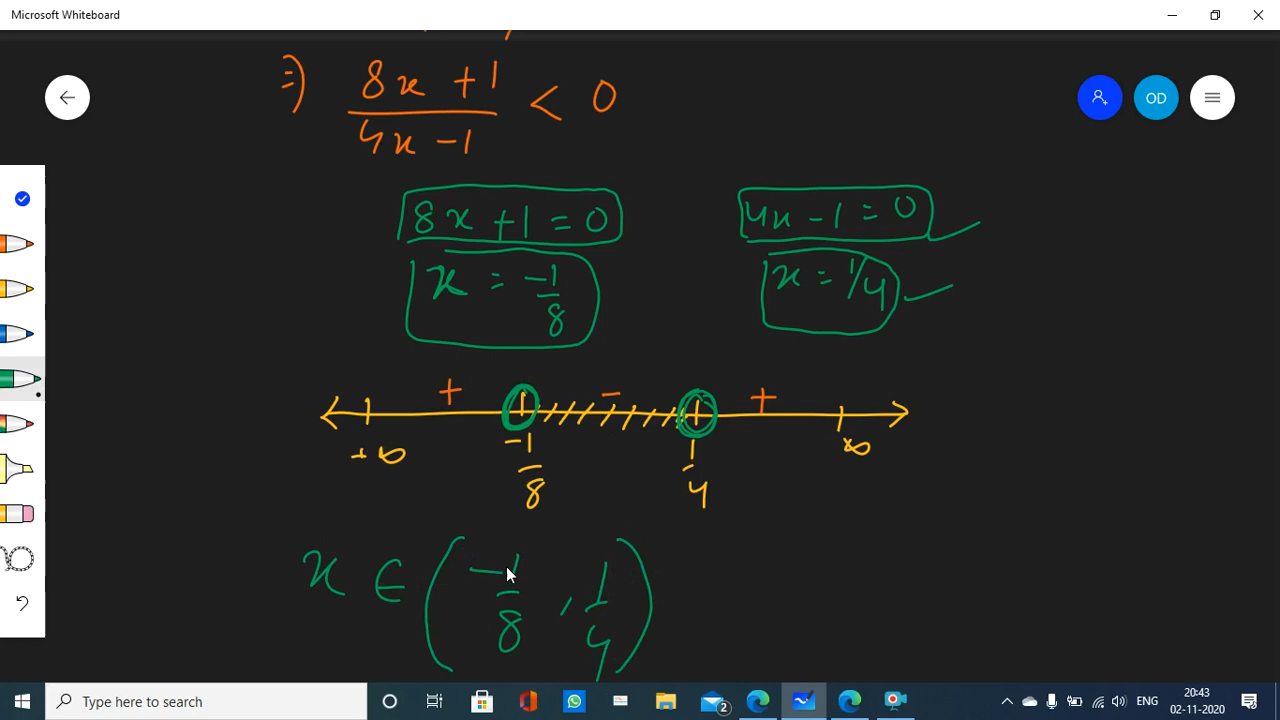 Microsoft Whiteboard
OD
⇒ 8x + 1 / 4x − 1 < 0
8x + 1 = 0
4x − 1 = 0
x = −1/8
x = 1/4
+ − +
−1/8 1/4 ∞
x ∈ (−1/8, 1/4)
Type here to search
2
ENG
20:43
02-11-2020